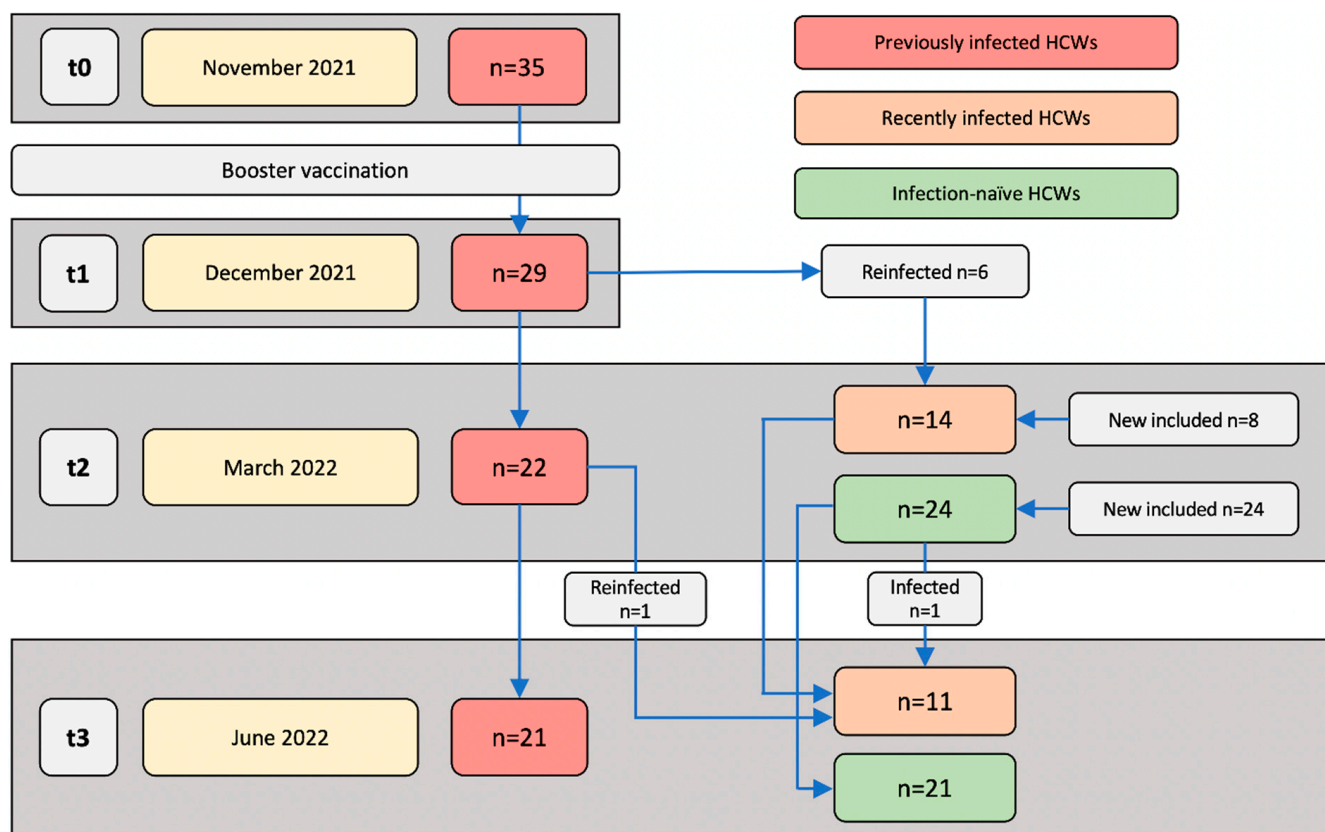 t0
November 2021
n=35
Previously infected HCWs
Recently infected HCWs
Booster vaccination
Infection-naïve HCWs
t1
December 2021
n=29
Reinfected n=6
n=14
New included n=8
t2
March 2022
n=22
n=24
New included n=24
Reinfected
n=1
Infected
n=1
t3
June 2022
n=21
n=11
n=21